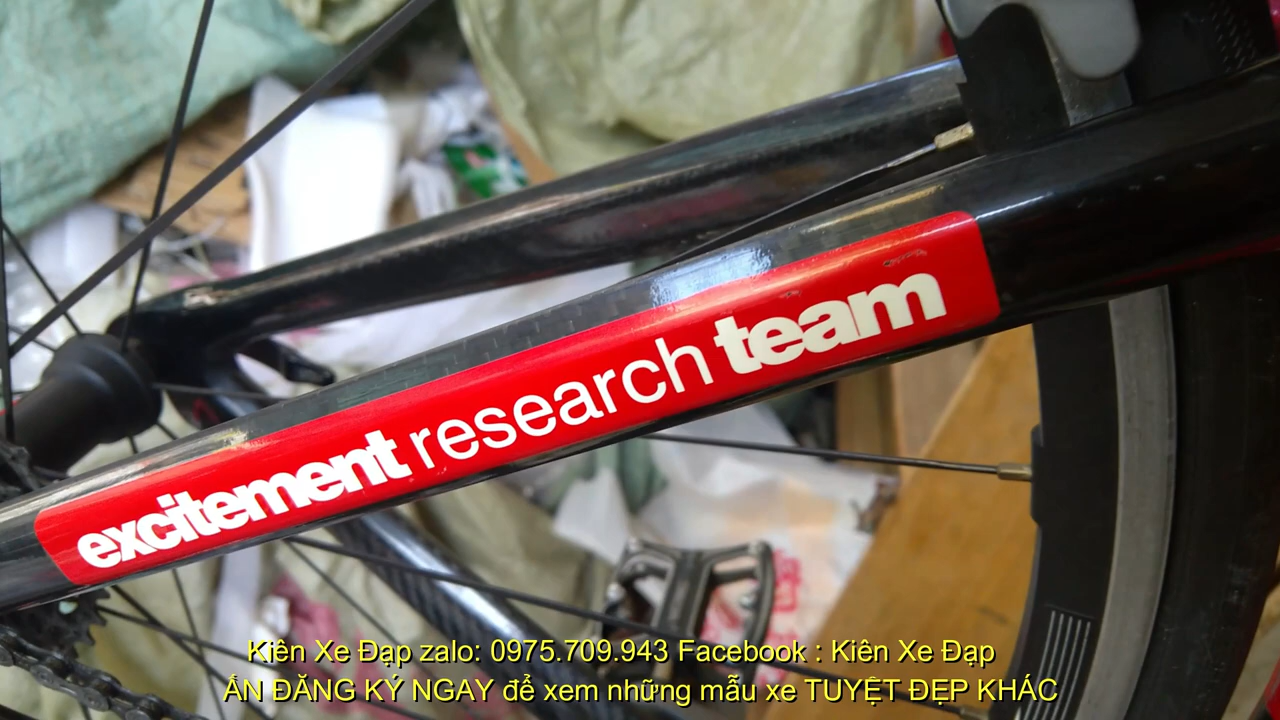 excitement research team
Kiên Xe Đạp zalo: 0975.709.943 Facebook : Kiên Xe Đạp
ẤN ĐĂNG KÝ NGAY để xem những mẫu xe TUYỆT ĐẸP KHÁC